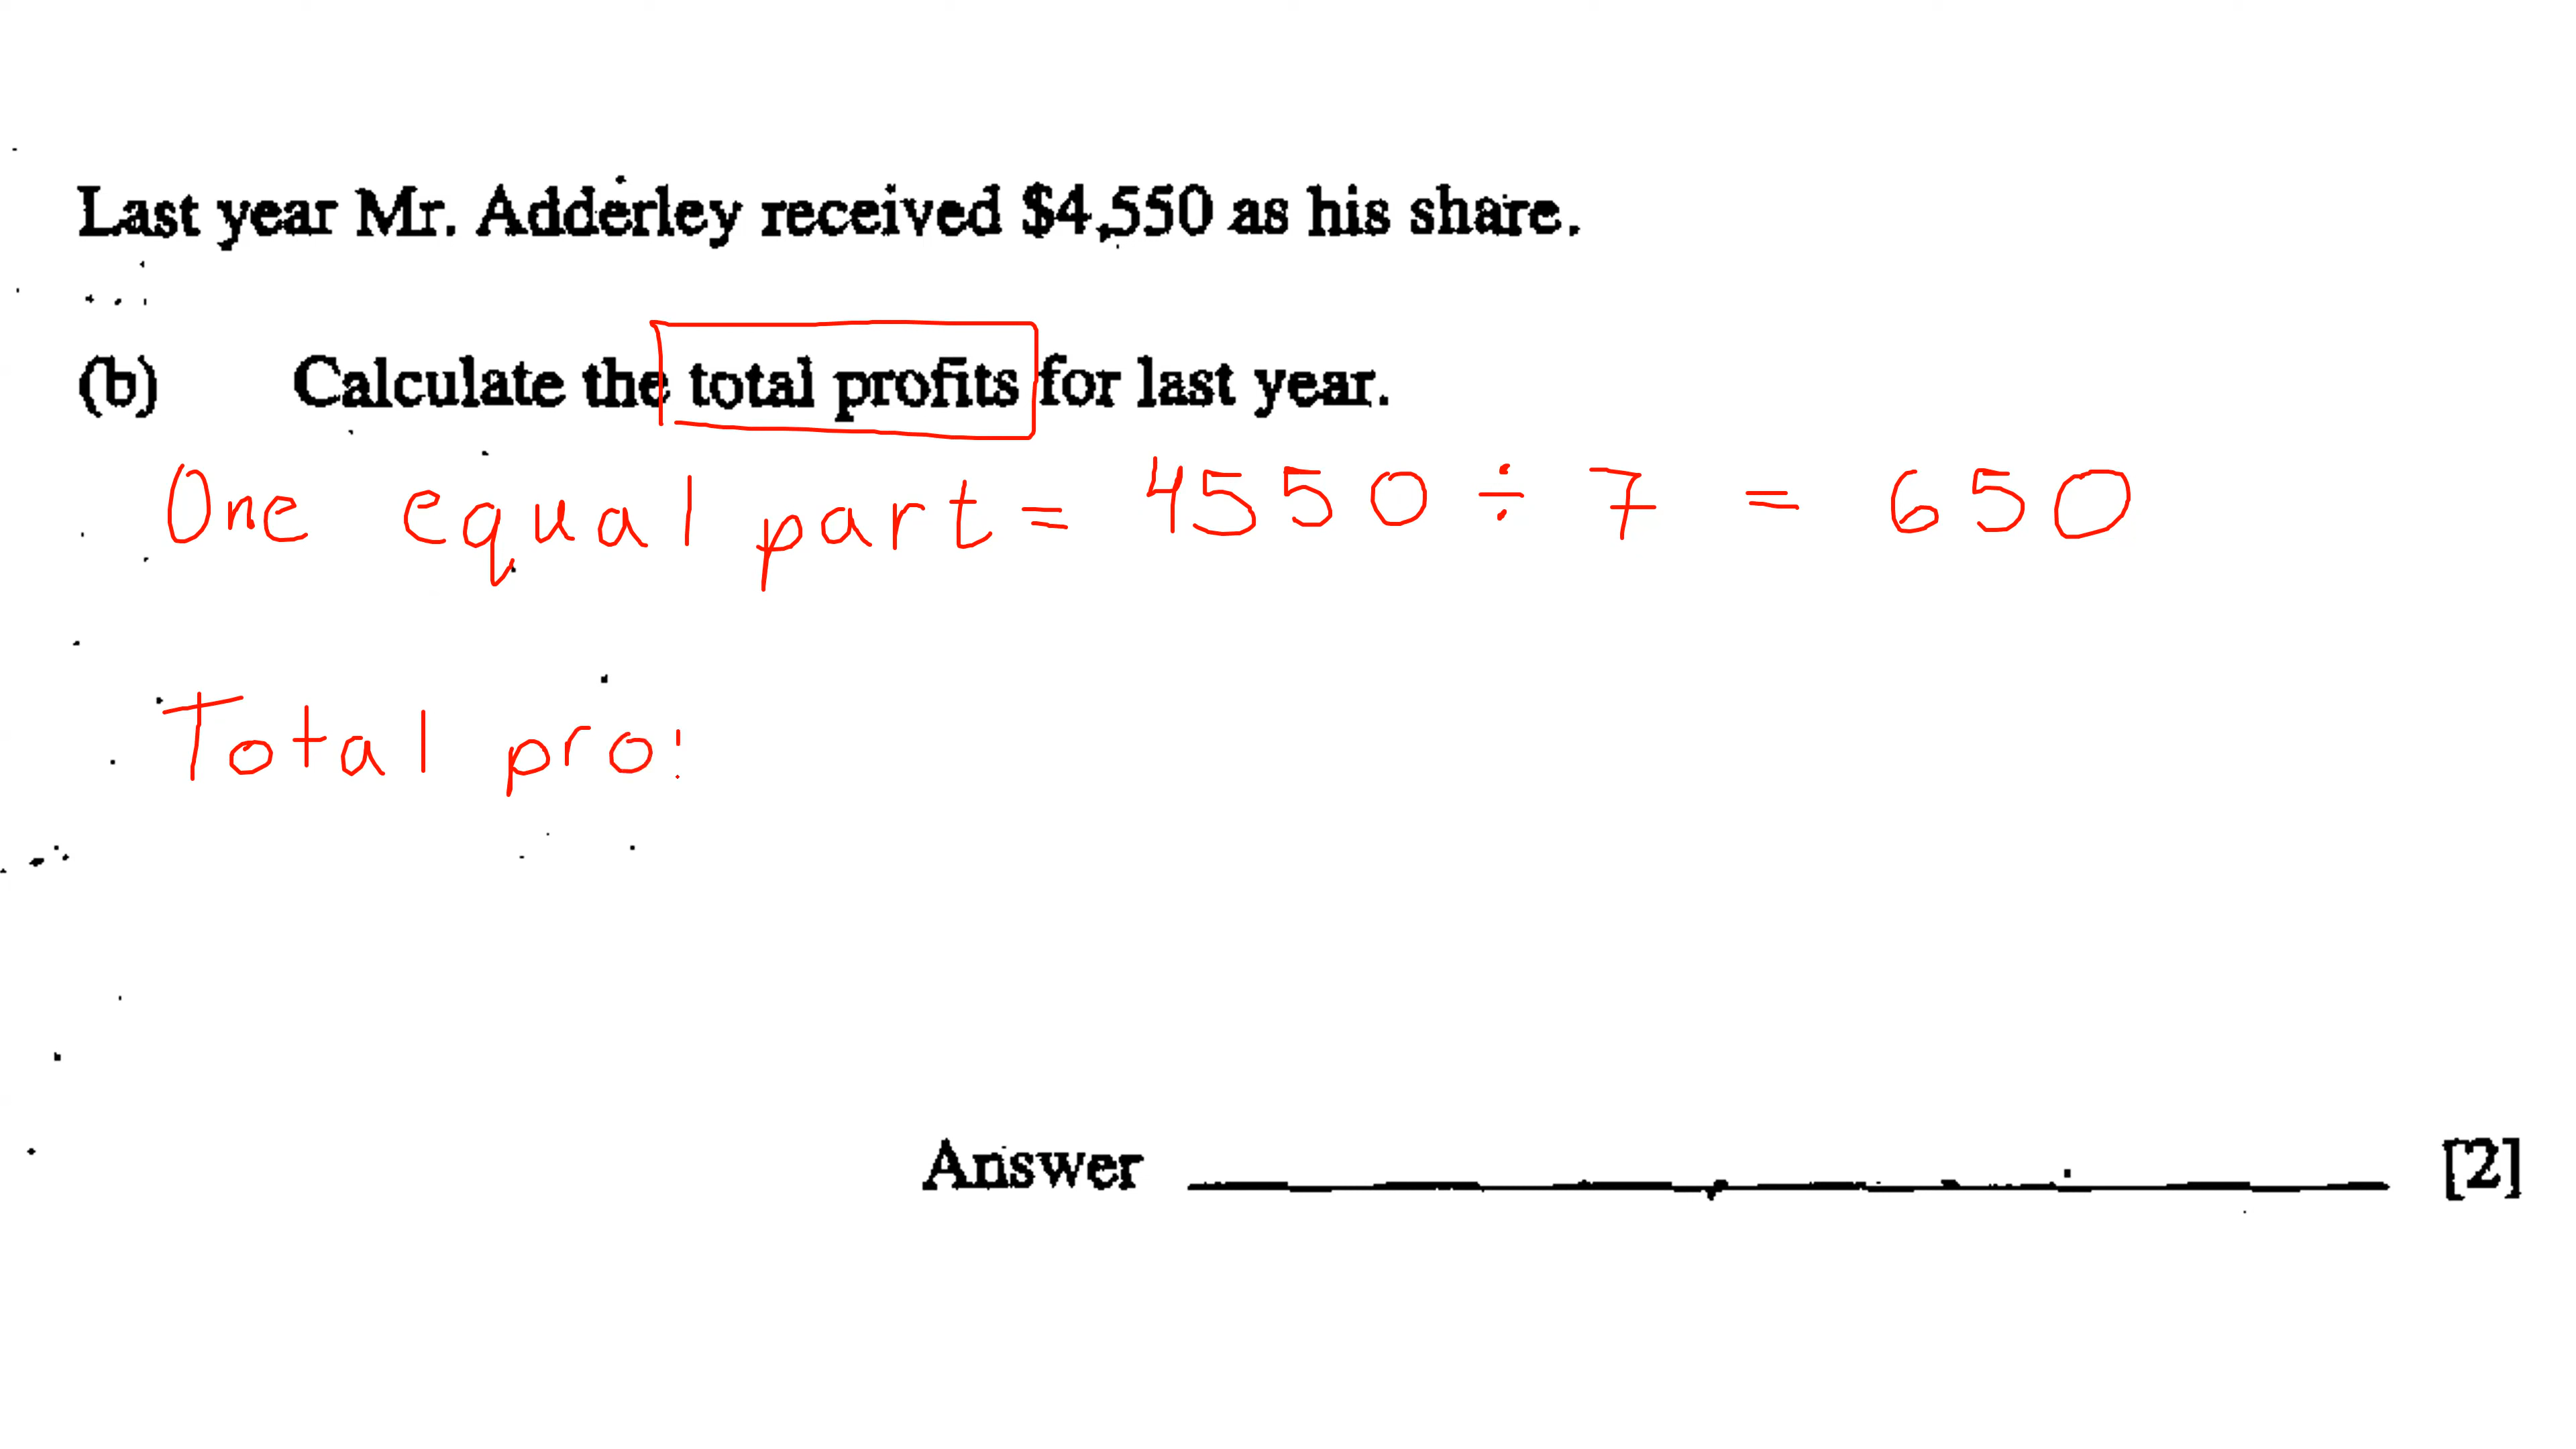 Last year Mr. Adderley received $4,550 as his share.
(b) Calculate the total profits for last year.
One equal part = 4550 ÷ 7 = 650
Total pro
Answer [2]